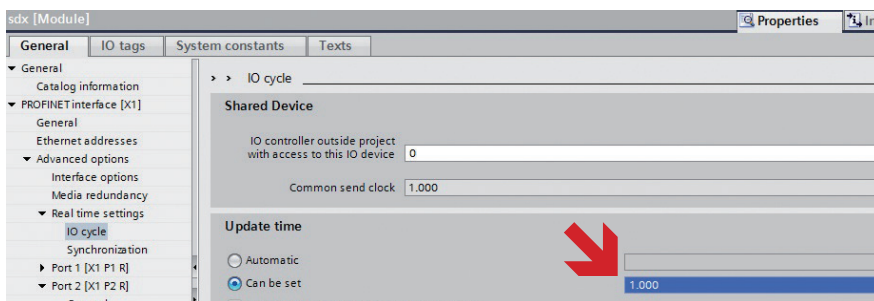 sdx [Module]
Properties
General IO tags System constants Texts
General
Catalog information
PROFINET interface [X1]
General
Ethernet addresses
Advanced options
Interface options
Media redundancy
Real time settings
IO cycle
Synchronization
Port 1 [X1 P1 R]
Port 2 [X1 P2 R]
> > IO cycle
Shared Device
IO controller outside project
with access to this IO device 0
Common send clock 1.000
Update time
Automatic
Can be set 1.000